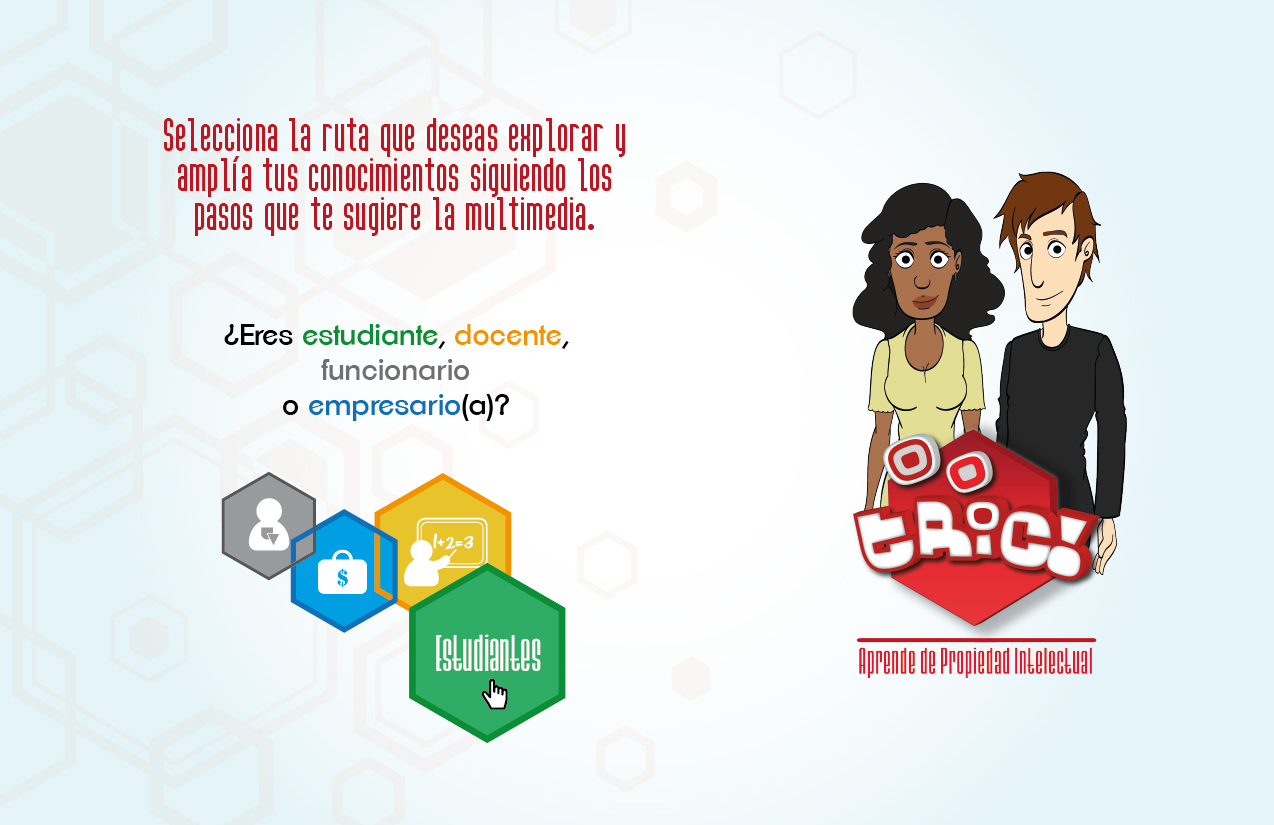 Selecciona la ruta que deseas explorar y
amplía tus conocimientos siguiendo los
pasos que te sugiere la multimedia.
¿Eres estudiante, docente,
funcionario
o empresario(a)?
1+2=3
$
Estudiantes
tRiC!
Aprende de Propiedad Intelectual